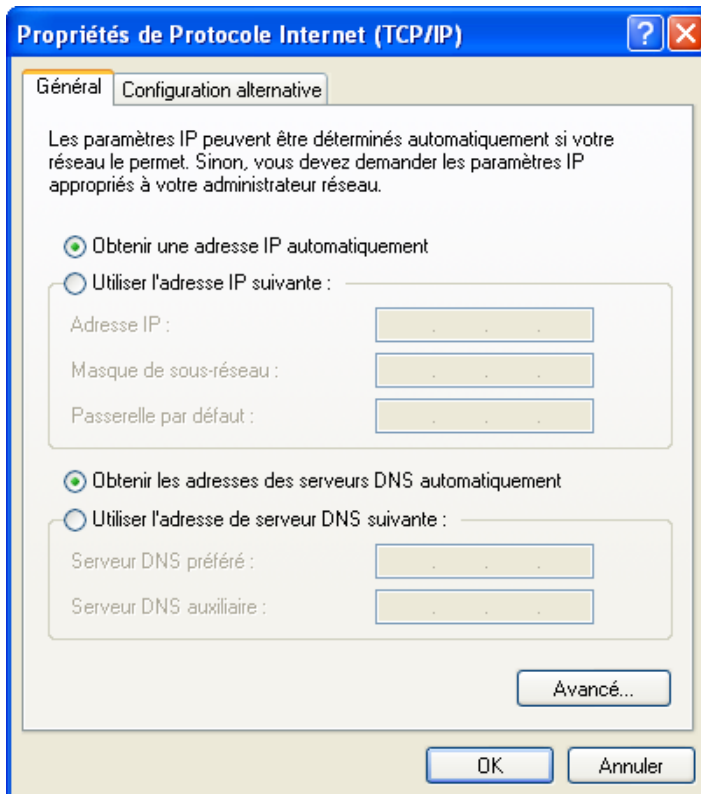 Propriétés de Protocole Internet (TCP/IP)
Général
Configuration alternative
Les paramètres IP peuvent être déterminés automatiquement si votre
réseau le permet. Sinon, vous devez demander les paramètres IP
appropriés à votre administrateur réseau.
Obtenir une adresse IP automatiquement
Utiliser l'adresse IP suivante :
Adresse IP :
Masque de sous-réseau :
Passerelle par défaut :
Obtenir les adresses des serveurs DNS automatiquement
Utiliser l'adresse de serveur DNS suivante :
Serveur DNS préféré :
Serveur DNS auxiliaire :
Avancé...
OK
Annuler